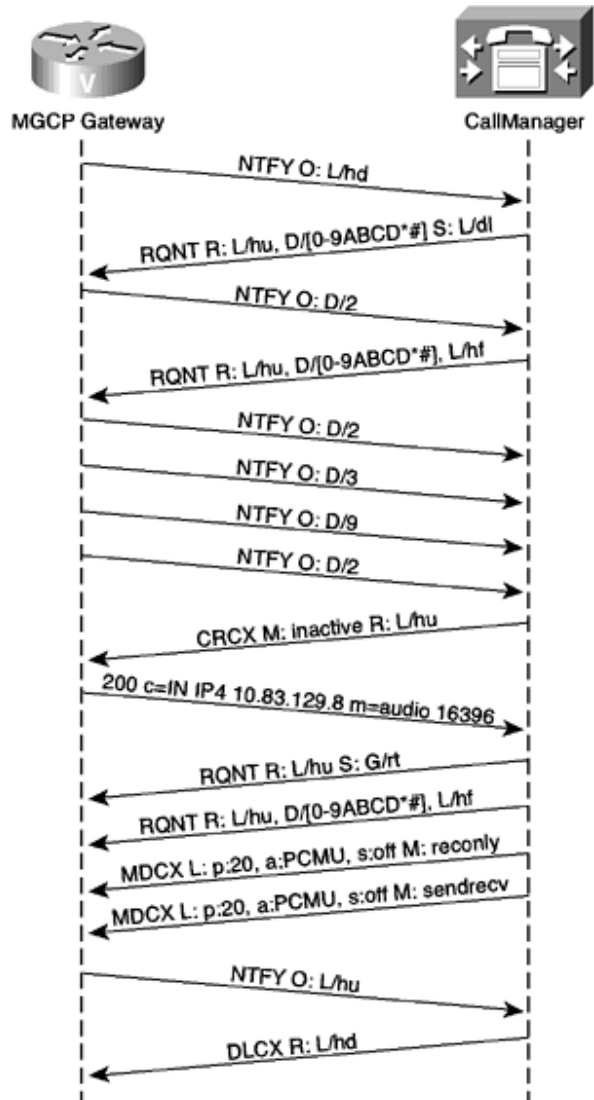 V
MGCP Gateway
CallManager
NTFY O: L/hd
RQNT R: L/hu, D/[0-9ABCD*#] S: L/dl
NTFY O: D/2
RQNT R: L/hu, D/[0-9ABCD*#], L/hf
NTFY O: D/2
NTFY O: D/3
NTFY O: D/9
NTFY O: D/2
CRCX M: inactive R: L/hu
200 c=IN IP4 10.83.129.8 m=audio 16396
RQNT R: L/hu S: G/rt
RQNT R: L/hu, D/[0-9ABCD*#], L/hf
MDCX L: p:20, a:PCMU, s:off M: reconly
MDCX L: p:20, a:PCMU, s:off M: sendrecv
NTFY O: L/hu
DLCX R: L/hd